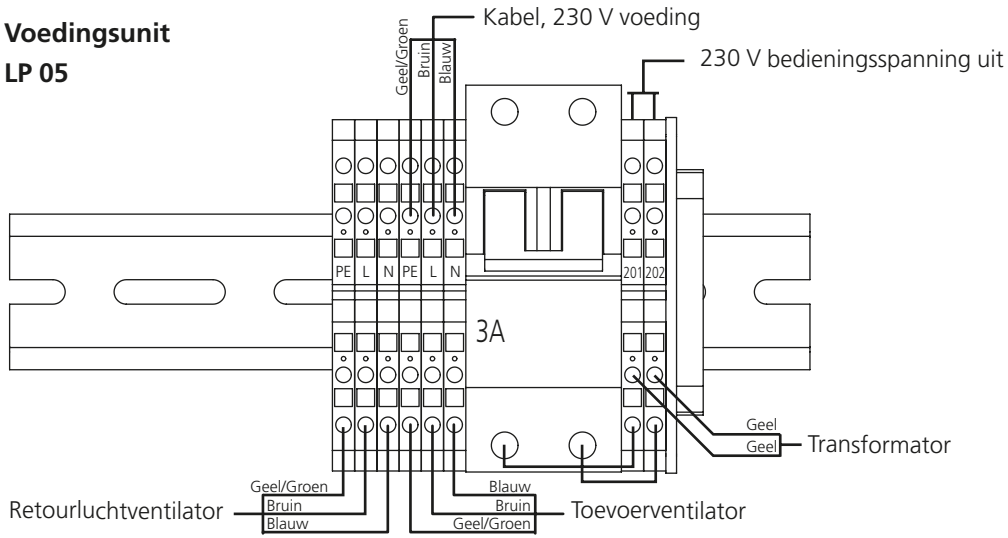 Voedingsunit
LP 05
Kabel, 230 V voeding
230 V bedieningsspanning uit
Geel/Groen
Bruin
Blauw
PE L N PE L N
201 202
3A
Geel
Geel
Transformator
Retourluchtventilator
Geel/Groen
Bruin
Blauw
Blauw
Bruin
Geel/Groen
Toevoerventilator